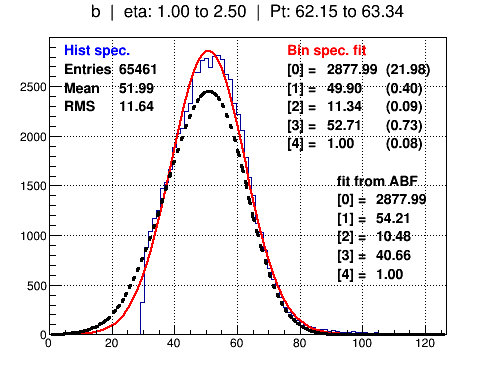 b | eta: 1.00 to 2.50 | Pt: 62.15 to 63.34
Hist spec.
Entries 65461
Mean 51.99
RMS 11.64
Bin spec. fit
[0] = 2877.99 (21.98)
[1] = 49.90 (0.40)
[2] = 11.34 (0.09)
[3] = 52.71 (0.73)
[4] = 1.00 (0.08)
fit from ABF
[0] = 2877.99
[1] = 54.21
[2] = 10.48
[3] = 40.66
[4] = 1.00
2500
2000
1500
1000
500
0
0 20 40 60 80 100 120